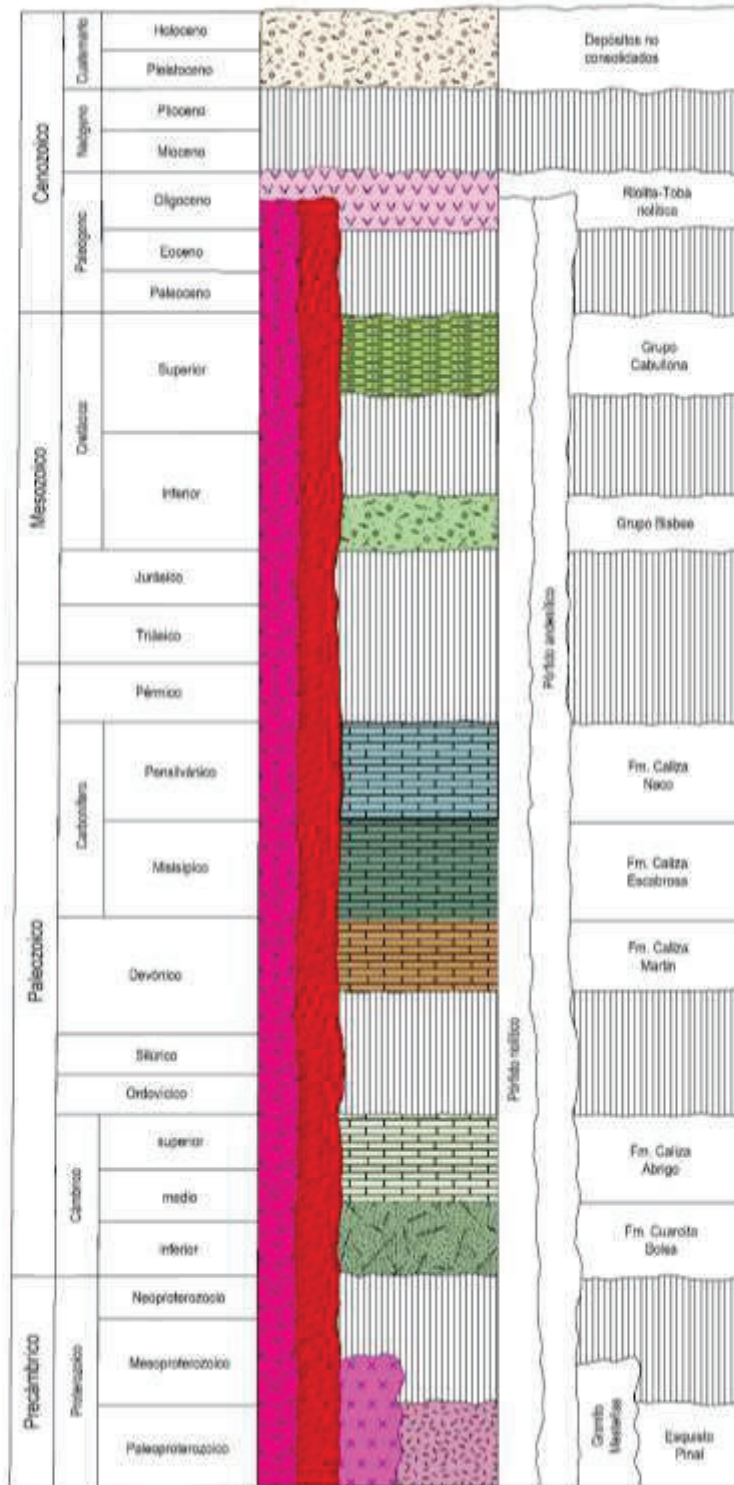 Cenozoico
Cuaternario
Holoceno
Pleistoceno
Neógeno
Plioceno
Mioceno
Paleógeno
Oligoceno
Eoceno
Paleoceno
Mesozoico
Cretácico
Superior
Inferior
Jurásico
Triásico
Paleozoico
Pérmico
Carbonífero
Pensilvánico
Misisípico
Devónico
Silúrico
Ordovícico
Cámbrico
superior
medio
inferior
Precámbrico
Proterozoico
Neoproterozoio
Mesoproterozoico
Paleoproterozoico
Depósitos no
consolidados
Riolita-Toba
riolítica
Grupo
Cabullona
Grupo Bisbee
Pórfido andesítico
Pórfido riolítico
Fm. Caliza
Naco
Fm. Caliza
Escabrosa
Fm. Caliza
Martin
Fm. Caliza
Abrigo
Fm. Cuarcita
Bolsa
Granito
Mesteñas
Esquisto
Pinal